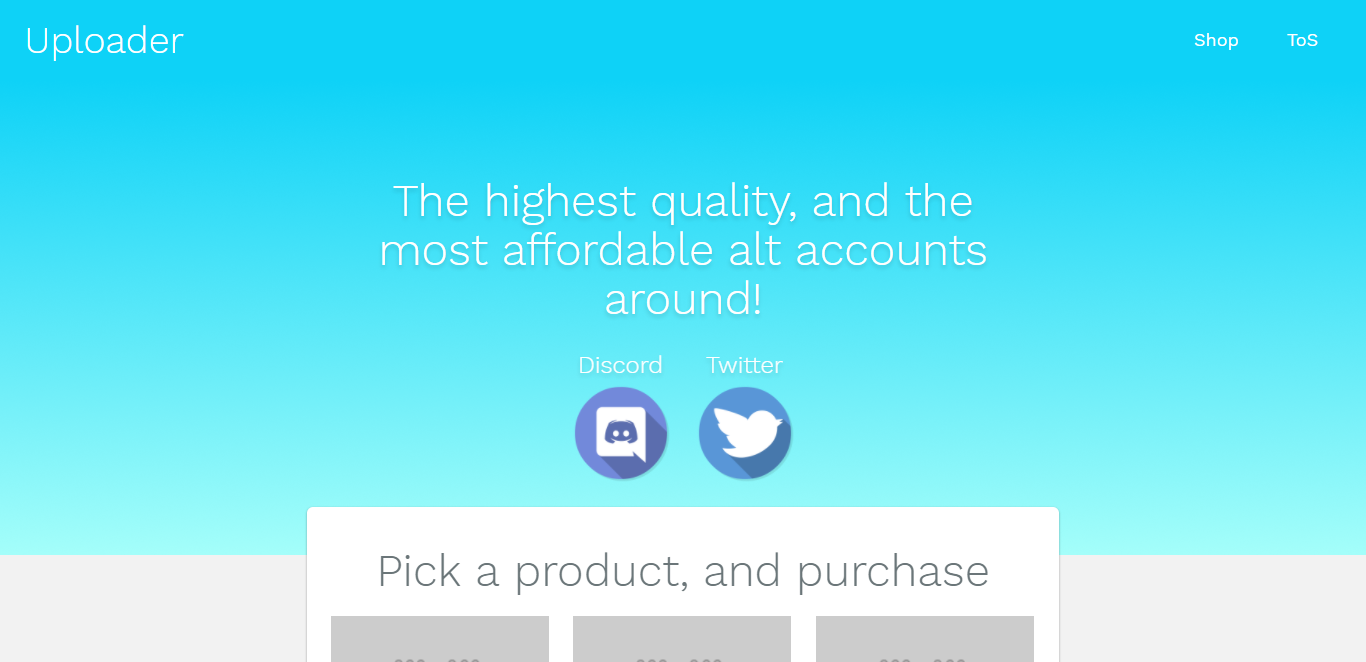 Uploader
Shop
ToS
The highest quality, and the
most affordable alt accounts
around!
Discord
Twitter
Pick a product, and purchase